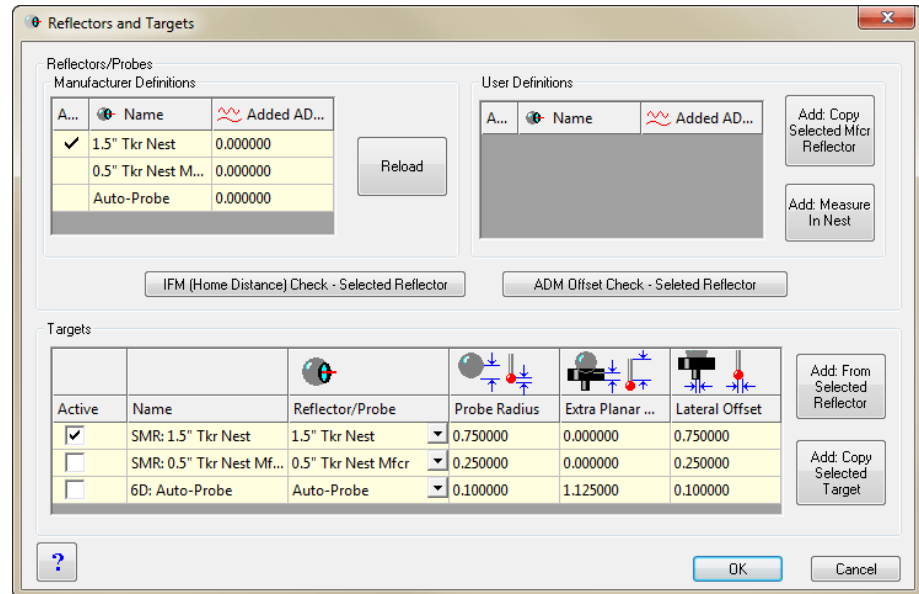 Reflectors and Targets
Reflectors/Probes
Manufacturer Definitions
A... Name Added AD...
1.5" Tkr Nest 0.000000
0.5" Tkr Nest M... 0.000000
Auto-Probe 0.000000
Reload
User Definitions
A... Name Added AD...
Add: Copy
Selected Mfcr
Reflector
Add: Measure
In Nest
IFM (Home Distance) Check - Selected Reflector
ADM Offset Check - Seleted Reflector
Targets
Active Name Reflector/Probe Probe Radius Extra Planar ... Lateral Offset
SMR: 1.5" Tkr Nest 1.5" Tkr Nest 0.750000 0.000000 0.750000
SMR: 0.5" Tkr Nest Mf... 0.5" Tkr Nest Mfcr 0.250000 0.000000 0.250000
6D: Auto-Probe Auto-Probe 0.100000 1.125000 0.100000
Add: From
Selected
Reflector
Add: Copy
Selected
Target
?
OK
Cancel